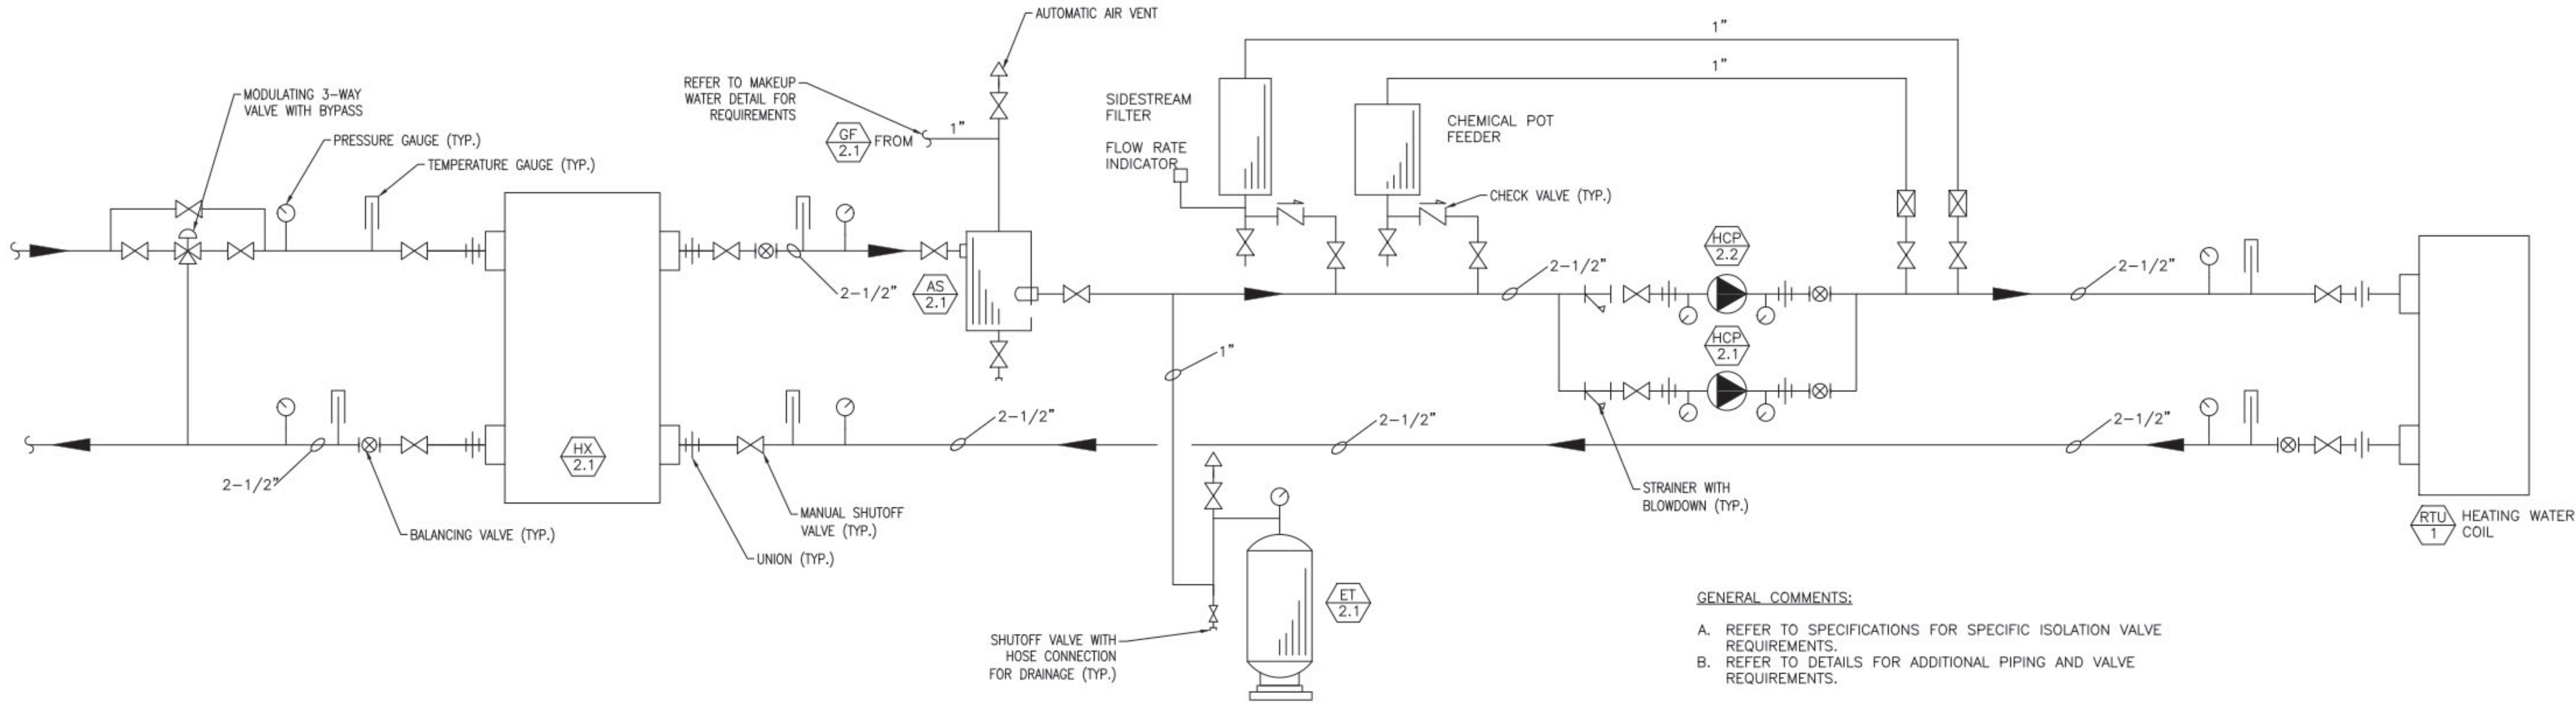 AUTOMATIC AIR VENT
1"
1"
REFER TO MAKEUP
WATER DETAIL FOR
REQUIREMENTS
MODULATING 3-WAY
VALVE WITH BYPASS
SIDESTREAM
FILTER
CHEMICAL POT
FEEDER
GF
2.1
FROM
1"
PRESSURE GAUGE (TYP.)
TEMPERATURE GAUGE (TYP.)
FLOW RATE
INDICATOR
CHECK VALVE (TYP.)
HCP
2.2
2-1/2"
AS
2.1
2-1/2"
2-1/2"
HCP
2.1
1"
2-1/2"
2-1/2"
2-1/2"
HX
2.1
2-1/2"
BALANCING VALVE (TYP.)
MANUAL SHUTOFF
VALVE (TYP.)
UNION (TYP.)
STRAINER WITH
BLOWDOWN (TYP.)
RTU
1
HEATING WATER
COIL
ET
2.1
SHUTOFF VALVE WITH
HOSE CONNECTION
FOR DRAINAGE (TYP.)
GENERAL COMMENTS:
A. REFER TO SPECIFICATIONS FOR SPECIFIC ISOLATION VALVE
REQUIREMENTS.
B. REFER TO DETAILS FOR ADDITIONAL PIPING AND VALVE
REQUIREMENTS.